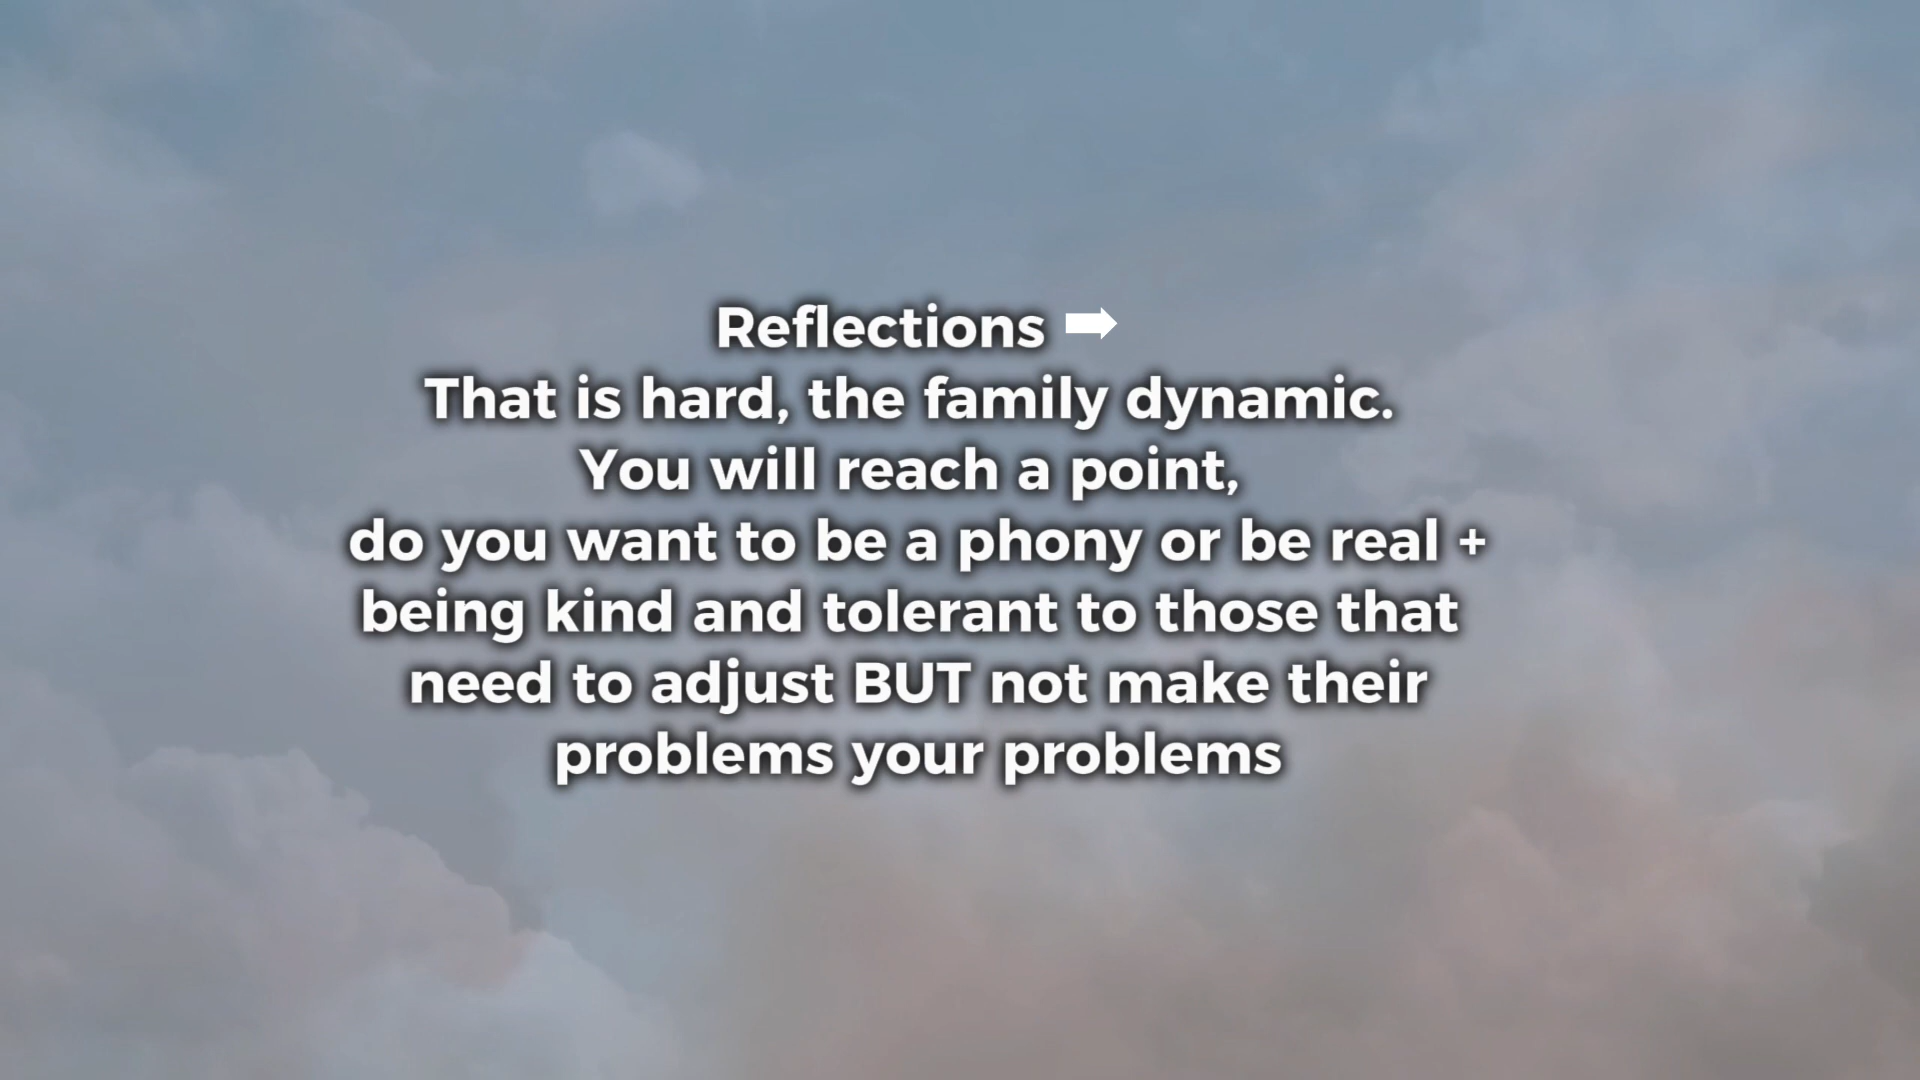 Reflections ➡
That is hard, the family dynamic.
You will reach a point,
do you want to be a phony or be real +
being kind and tolerant to those that
need to adjust BUT not make their
problems your problems